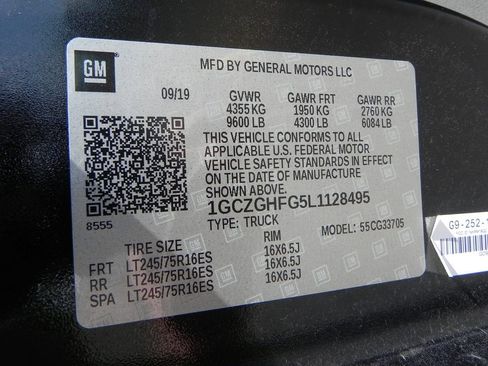 GM
MFD BY GENERAL MOTORS LLC
09/19 GVWR GAWR FRT GAWR RR
4355 KG 1950 KG 2760 KG
9600 LB 4300 LB 6084 LB
THIS VEHICLE CONFORMS TO ALL
APPLICABLE U.S. FEDERAL MOTOR
VEHICLE SAFETY STANDARDS IN EFFECT
ON THE DATE OF MANUFACTURE
SHOWN ABOVE.
1GCZGHFG5L1128495
8555 TYPE: TRUCK 55CG33705
TIRE SIZE RIM
FRT LT245/75R16ES 16X6.5J
RR LT245/75R16ES 16X6.5J
SPA LT245/75R16ES 16X6.5J
G9-252-1